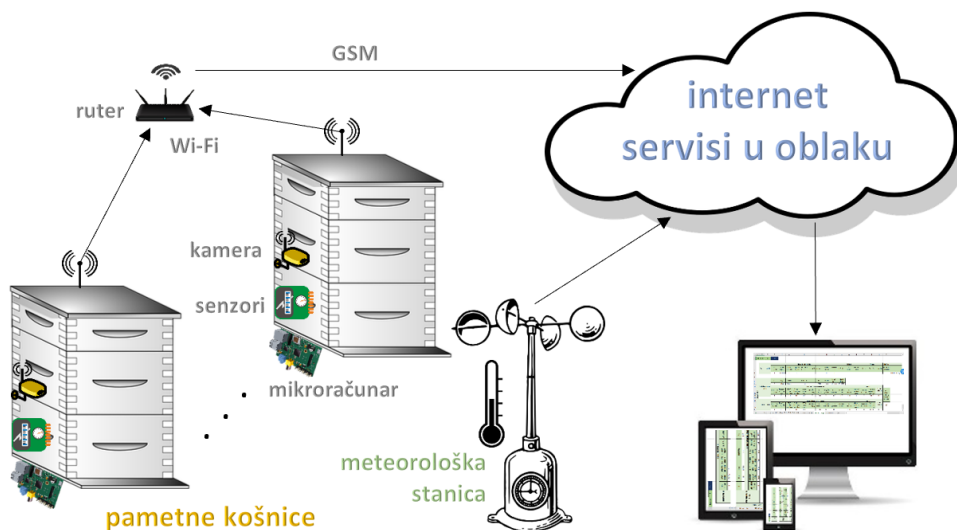 GSM
ruter
Wi-Fi
internet
servisi u oblaku
kamera
senzori
mikroračunar
meteorološka
stanica
pametne košnice